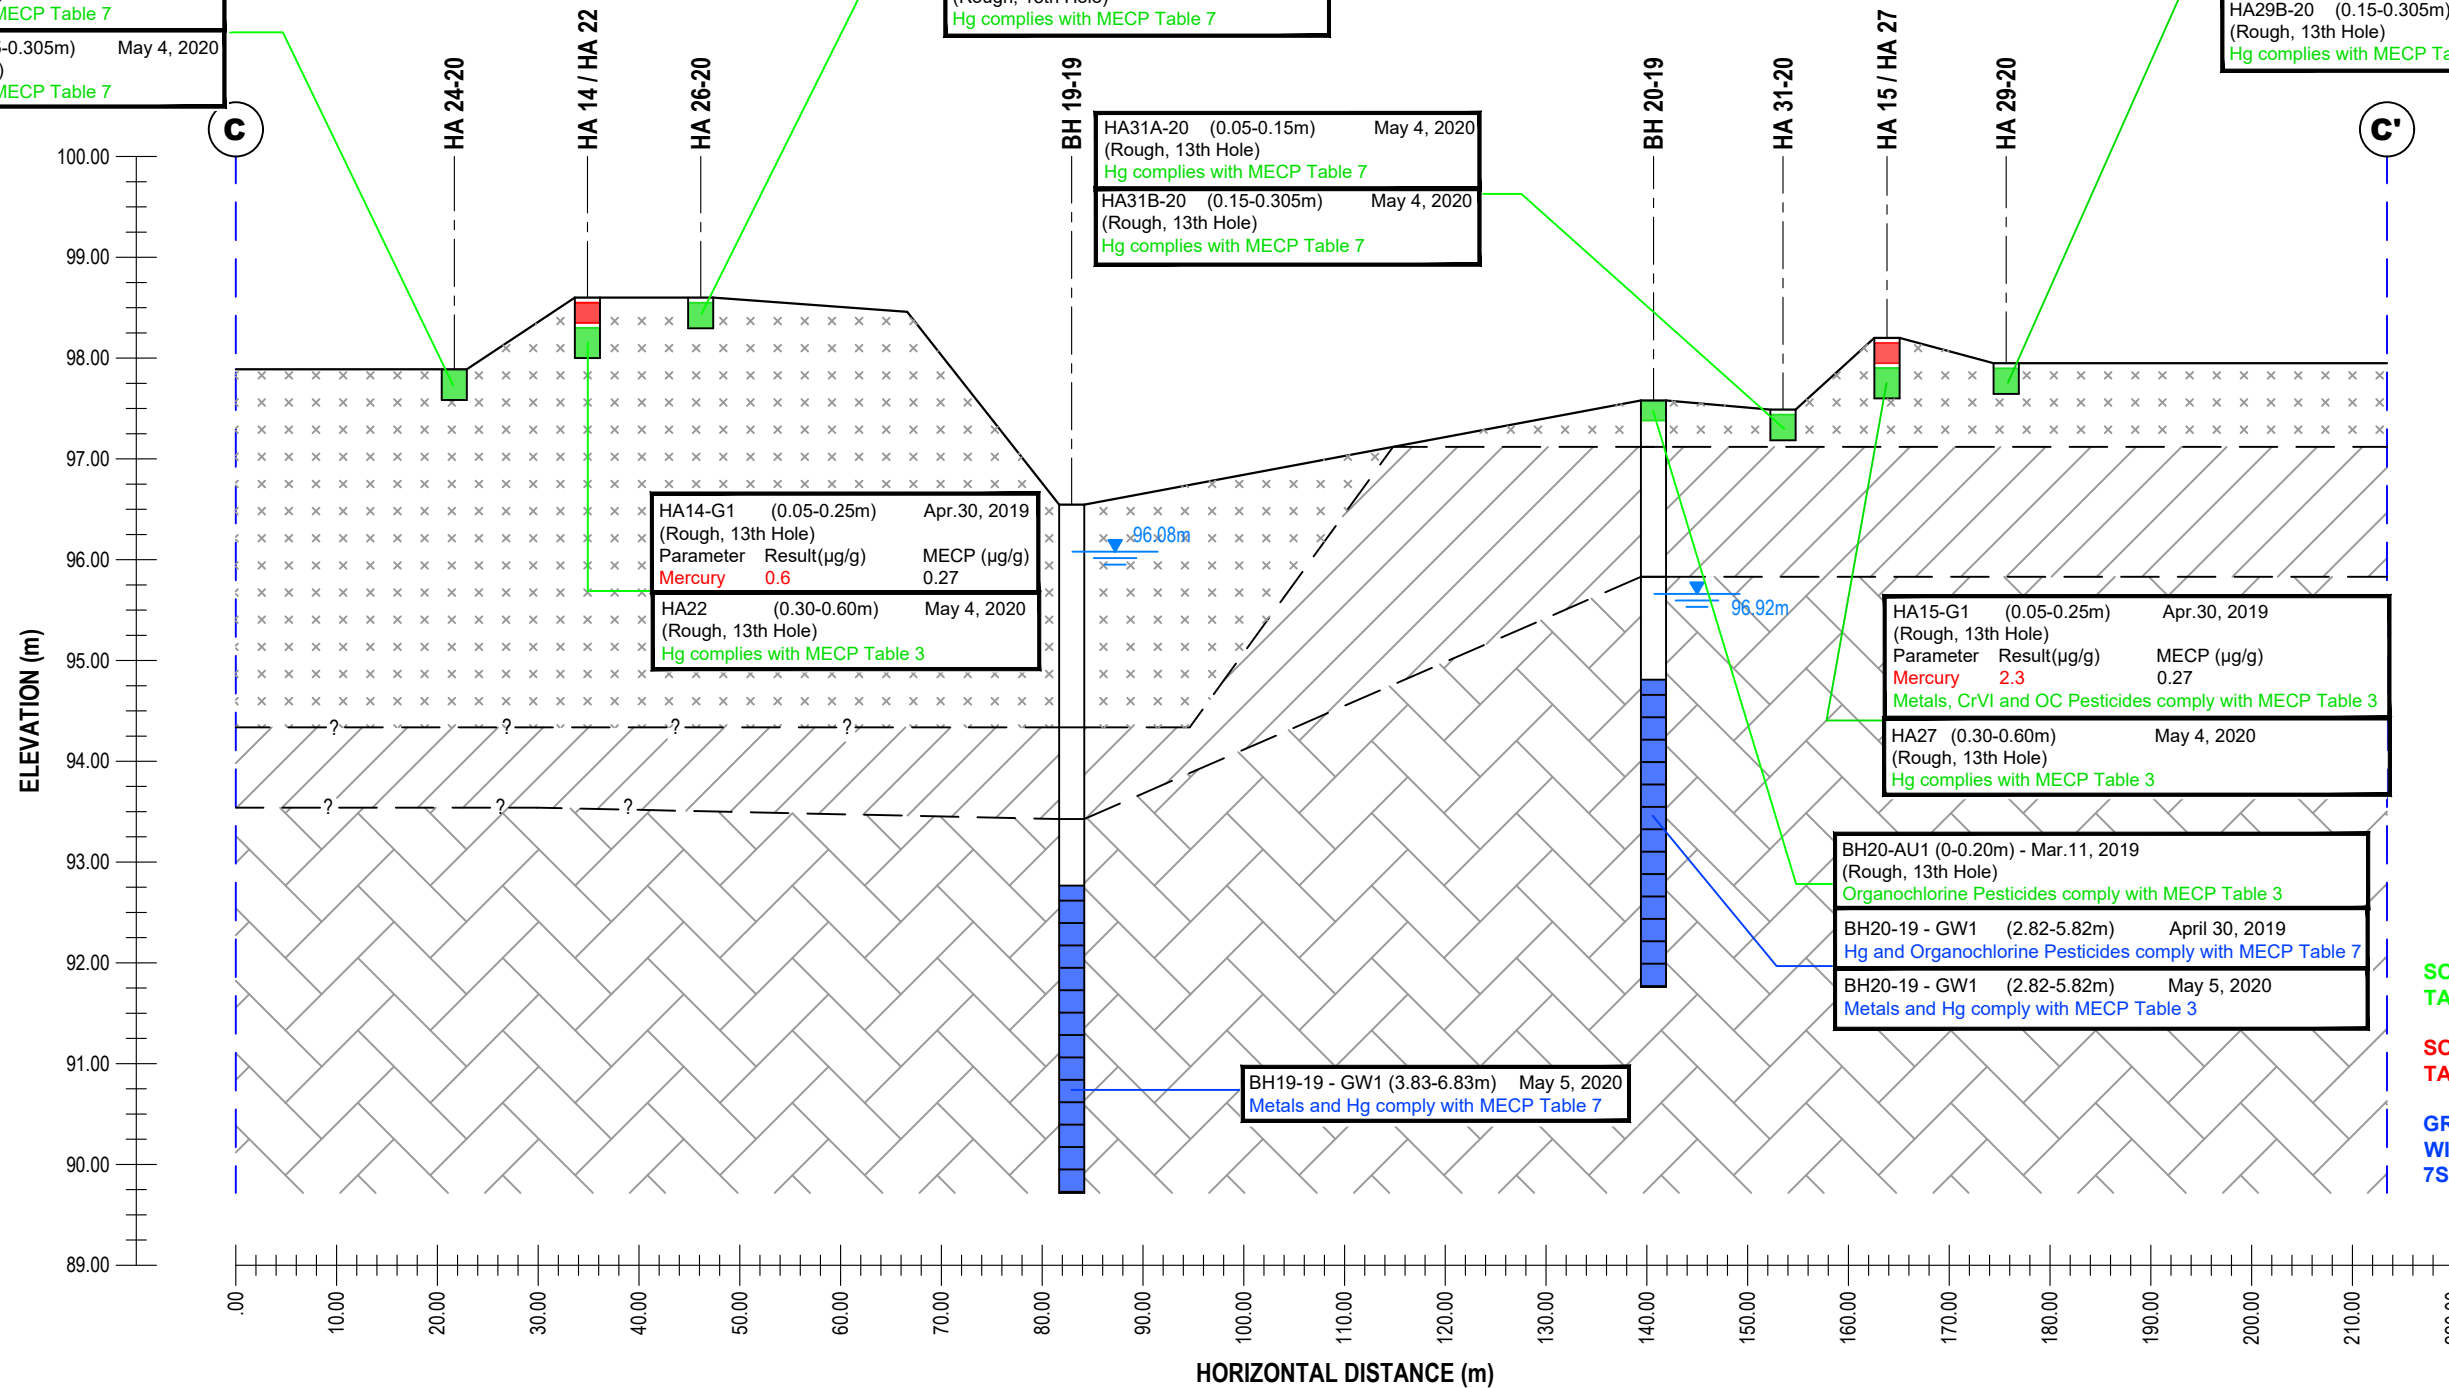 MECP Table 7
-0.305m) May 4, 2020
)
MECP Table 7
(Rough, 13th Hole)
Hg complies with MECP Table 7
HA29B-20 (0.15-0.305m)
(Rough, 13th Hole)
Hg complies with MECP Ta
C
C'
HA 24-20
HA 14 / HA 22
HA 26-20
BH 19-19
BH 20-19
HA 31-20
HA 15 / HA 27
HA 29-20
HA31A-20 (0.05-0.15m) May 4, 2020
(Rough, 13th Hole)
Hg complies with MECP Table 7
HA31B-20 (0.15-0.305m) May 4, 2020
(Rough, 13th Hole)
Hg complies with MECP Table 7
HA14-G1 (0.05-0.25m) Apr.30, 2019
(Rough, 13th Hole)
Parameter Result(µg/g) MECP (µg/g)
Mercury 0.6 0.27
HA22 (0.30-0.60m) May 4, 2020
(Rough, 13th Hole)
Hg complies with MECP Table 3
96.08m
96.92m
HA15-G1 (0.05-0.25m) Apr.30, 2019
(Rough, 13th Hole)
Parameter Result(µg/g) MECP (µg/g)
Mercury 2.3 0.27
Metals, CrVI and OC Pesticides comply with MECP Table 3
HA27 (0.30-0.60m) May 4, 2020
(Rough, 13th Hole)
Hg complies with MECP Table 3
? ? ? ?
? ? ?
BH20-AU1 (0-0.20m) - Mar.11, 2019
(Rough, 13th Hole)
Organochlorine Pesticides comply with MECP Table 3
BH20-19 - GW1 (2.82-5.82m) April 30, 2019
Hg and Organochlorine Pesticides comply with MECP Table 7
BH20-19 - GW1 (2.82-5.82m) May 5, 2020
Metals and Hg comply with MECP Table 3
BH19-19 - GW1 (3.83-6.83m) May 5, 2020
Metals and Hg comply with MECP Table 7
SO
TA
SO
TA
GR
WI
7S
ELEVATION (m)
100.00
99.00
98.00
97.00
96.00
95.00
94.00
93.00
92.00
91.00
90.00
89.00
.00 10.00 20.00 30.00 40.00 50.00 60.00 70.00 80.00 90.00 100.00 110.00 120.00 130.00 140.00 150.00 160.00 170.00 180.00 190.00 200.00 210.00
HORIZONTAL DISTANCE (m)